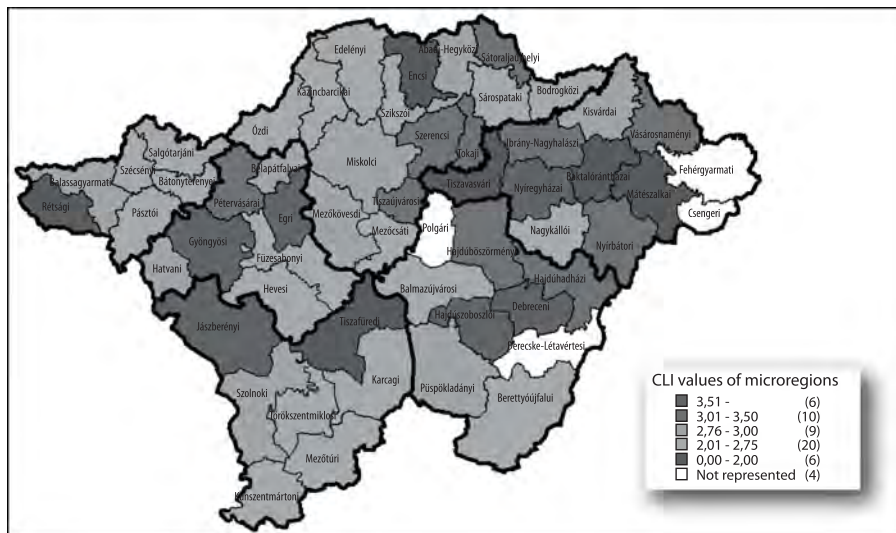 Edelényi
Abaúj-Hegyközi
Sátoraljaújhelyi
Encsi
Kazincbarcikai
Bodrogközi
Sárospataki
Szikszói
Kisvárdai
Ózdi
Vásárosnaményi
Szerencsi
Ibrány-Nagyhalászi
Salgótarjáni
Tokaji
Miskolci
Bélapátfalvai
Szécsényi
Fehérgyarmati
Balassagyarmati
Bátonyterenyei
Baktalórántházai
Tiszavasvári
Nyíregyházai
Mátészalkai
Rétsági
Pétervásárai
Tiszaújvárosi
Pásztói
Egri
Mezőkövesdi
Csengeri
Nagykállói
Polgári
Nyírbátori
Gyöngyösi
Mezőcsáti
Hajdúböszörményi
Füzesabonyi
Hatvani
Hajdúhadházi
Hevesi
Balmazújvárosi
Debreceni
Hajdúszoboszlói
Jászberényi
Tiszafüredi
Berecske-Létavértesi
Karcagi
Püspökladányi
Szolnoki
Berettyóújfalui
Törökszentmiklósi
Mezőtúri
Kunszentmártoni
CLI values of microregions
3,51 - (6)
3,01 - 3,50 (10)
2,76 - 3,00 (9)
2,01 - 2,75 (20)
0,00 - 2,00 (6)
Not represented (4)